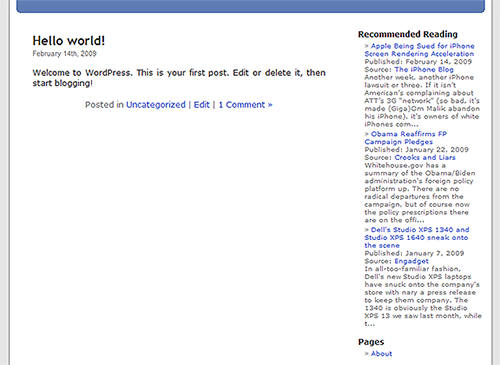 Hello world!
February 14th, 2009
Welcome to WordPress. This is your first post. Edit or delete it, then
start blogging!
Posted in Uncategorized | Edit | 1 Comment »
Recommended Reading
» Apple Being Sued for iPhone
Screen Rendering Acceleration
Published: February 14, 2009
Source: The iPhone Blog
Another week, another iPhone
lawsuit or three. If it isn't
American's complaining about
ATT's 3G "network" (so bad, it's
made (Giga)Om Malik abandon
his iPhone), it's owners of white
iPhones com...
» Obama Reaffirms FP
Campaign Pledges
Published: January 22, 2009
Source: Crooks and Liars
Whitehouse.gov has a
summary of the Obama/Biden
administration's foreign policy
platform up. There are no
radical departures from the
campaign, but of course now
the policy prescriptions there
are on the offi...
» Dell's Studio XPS 1340 and
Studio XPS 1640 sneak onto
the scene
Published: January 7, 2009
Source: Engadget
In all-too-familiar fashion,
Dell's new Studio XPS laptops
have snuck onto the company's
store with nary a press release
to keep them company. The
1340 is obviously the Studio
XPS 13 we saw last month, while
t...
Pages
» About